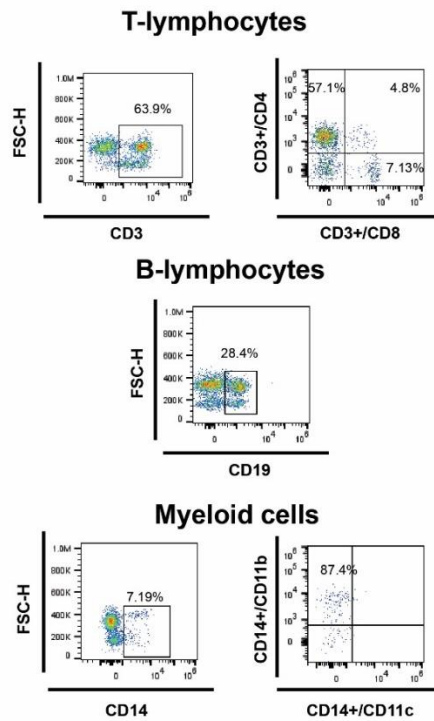 T-lymphocytes
FSC-H
1.0M
800K
600K
400K
200K
0
63.9%
0 10^4 10^6
CD3
CD3+/CD4
10^6
10^5
10^4
10^3
0
57.1% 4.8%
7.13%
0 10^4 10^6
CD3+/CD8
B-lymphocytes
FSC-H
1.0M
800K
600K
400K
200K
0
28.4%
0 10^4 10^6
CD19
Myeloid cells
FSC-H
1.0M
800K
600K
400K
200K
0
7.19%
0 10^4 10^6
CD14
CD14+/CD11b
10^6
10^5
10^4
10^3
0
87.4%
0 10^4 10^6
CD14+/CD11c